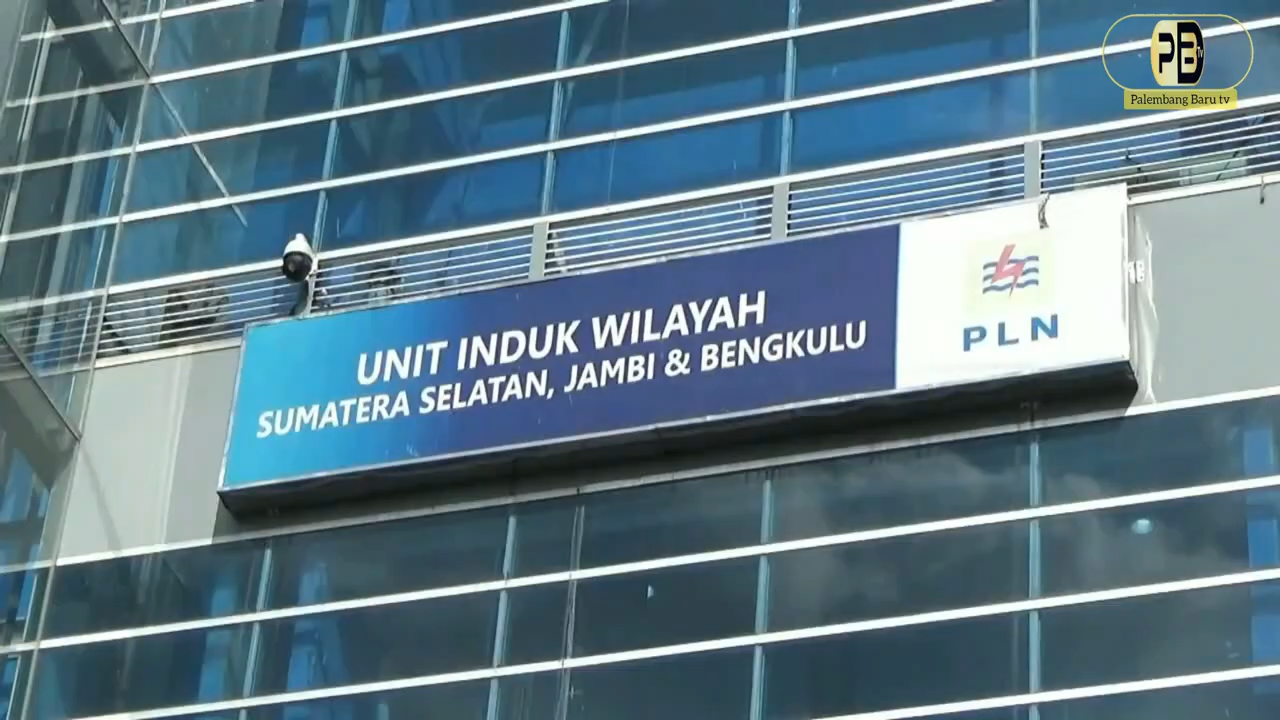 PB
TV
Palembang Baru tv
UNIT INDUK WILAYAH
SUMATERA SELATAN, JAMBI & BENGKULU
PLN